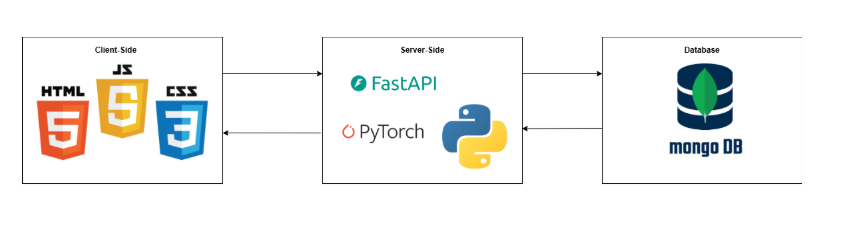 Client-Side
JS
HTML
CSS
5
5
3
Server-Side
FastAPI
PyTorch
Database
mongo DB